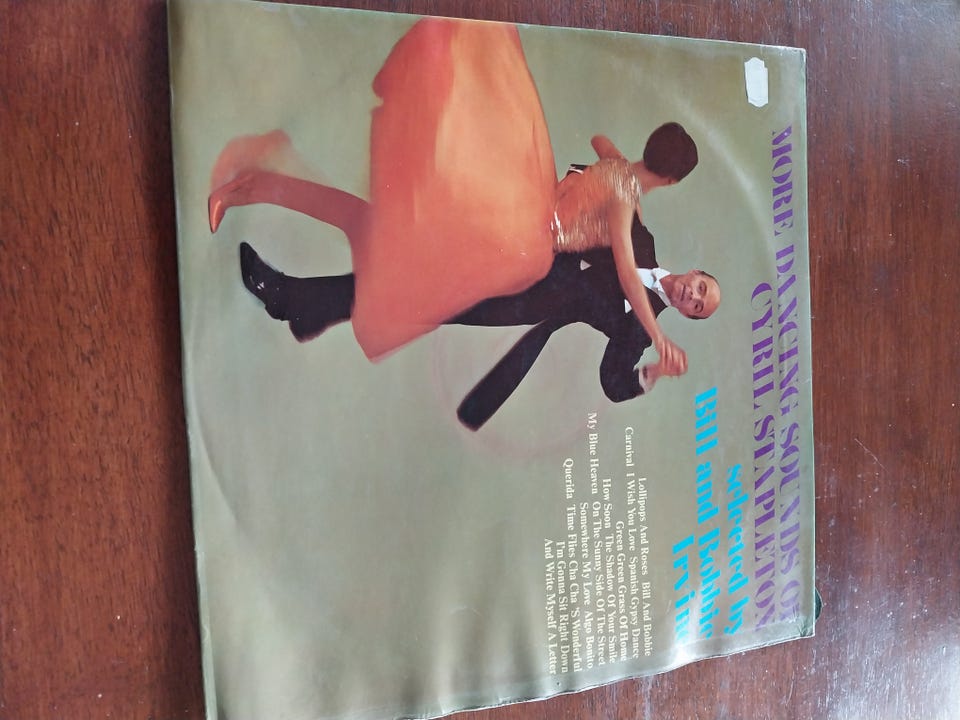 MORE DANCING SOUNDS OF
CYRIL STAPLETON
selected by
Bill and Bobbie
Irvine
Lollipops And Roses Bill And Bobbie
Carnival I Wish You Love Spanish Gypsy Dance
Green Green Grass Of Home
How Soon The Shadow Of Your Smile
My Blue Heaven On The Sunny Side Of The Street
Somewhere My Love Algo Bonito
Querida Time Flies Cha Cha 'S Wonderful
I'm Gonna Sit Right Down
And Write Myself A Letter